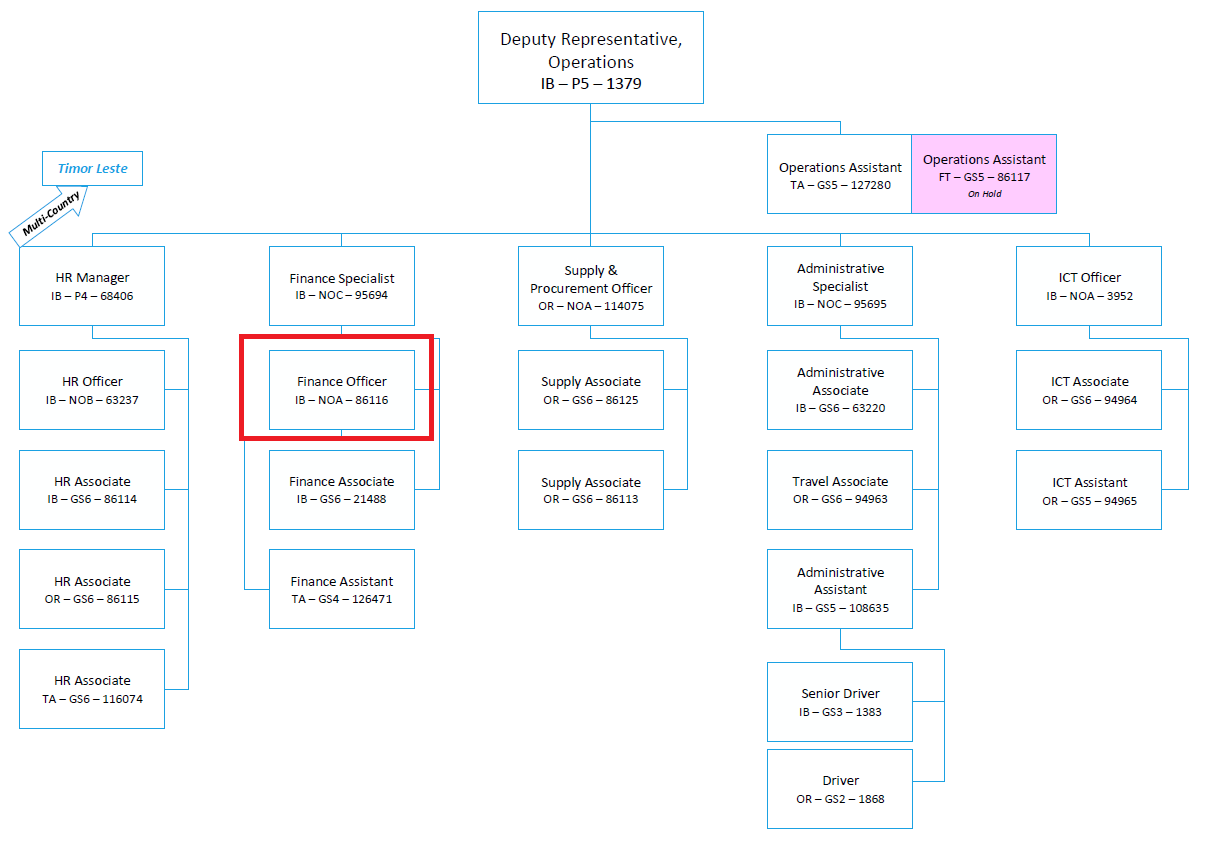 Deputy Representative,
Operations
IB – P5 – 1379
Operations Assistant
TA – GS5 – 127280
Operations Assistant
FT – GS5 – 86117
On Hold
Timor Leste
Multi-Country
HR Manager
IB – P4 – 68406
Finance Specialist
IB – NOC – 95694
Supply &
Procurement Officer
OR – NOA – 114075
Administrative
Specialist
IB – NOC – 95695
ICT Officer
IB – NOA – 3952
HR Officer
IB – NOB – 63237
Finance Officer
IB – NOA – 86116
Supply Associate
OR – GS6 – 86125
Administrative
Associate
IB – GS6 – 63220
ICT Associate
OR – GS6 – 94964
HR Associate
IB – GS6 – 86114
Finance Associate
IB – GS6 – 21488
Supply Associate
OR – GS6 – 86113
Travel Associate
OR – GS6 – 94963
ICT Assistant
OR – GS5 – 94965
HR Associate
OR – GS6 – 86115
Finance Assistant
TA – GS4 – 126471
Administrative
Assistant
IB – GS5 – 108635
HR Associate
TA – GS6 – 116074
Senior Driver
IB – GS3 – 1383
Driver
OR – GS2 – 1868